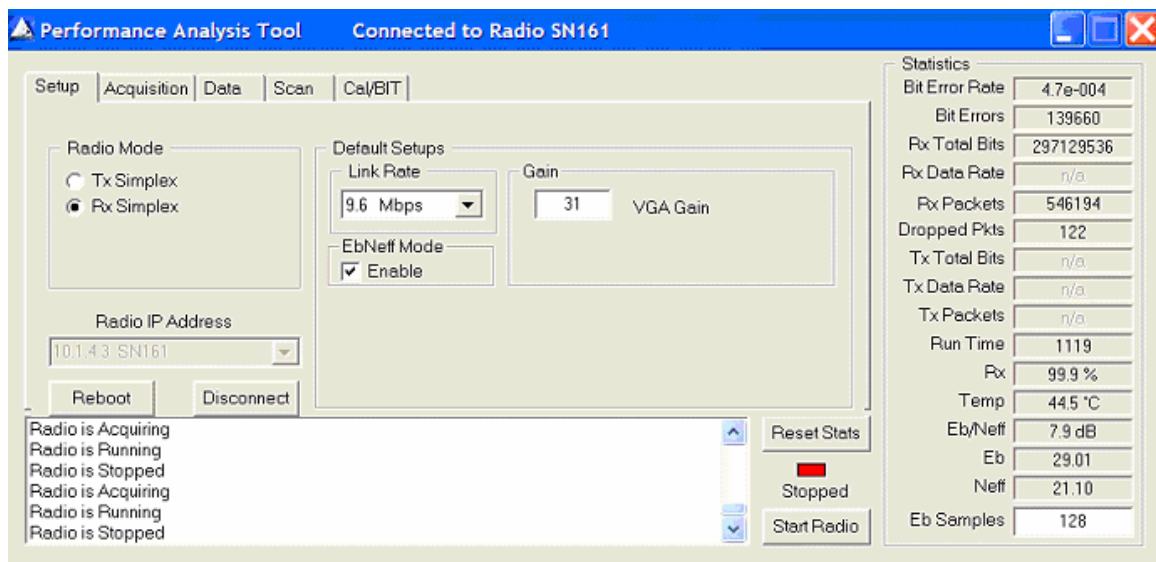 Performance Analysis Tool Connected to Radio SN161
Setup Acquisition Data Scan Cal/BIT
Radio Mode
Tx Simplex
Rx Simplex
Default Setups
Link Rate
9.6 Mbps
Gain
31 VGA Gain
EbNeff Mode
Enable
Radio IP Address
10.1.4.3 SN161
Reboot Disconnect
Radio is Acquiring
Radio is Running
Radio is Stopped
Radio is Acquiring
Radio is Running
Radio is Stopped
Reset Stats
Stopped
Start Radio
Statistics
Bit Error Rate 4.7e-004
Bit Errors 139660
Rx Total Bits 297129536
Rx Data Rate n/a
Rx Packets 546194
Dropped Pkts 122
Tx Total Bits n/a
Tx Data Rate n/a
Tx Packets n/a
Run Time 1119
Rx 99.9 %
Temp 44.5 °C
Eb/Neff 7.9 dB
Eb 29.01
Neff 21.10
Eb Samples 128